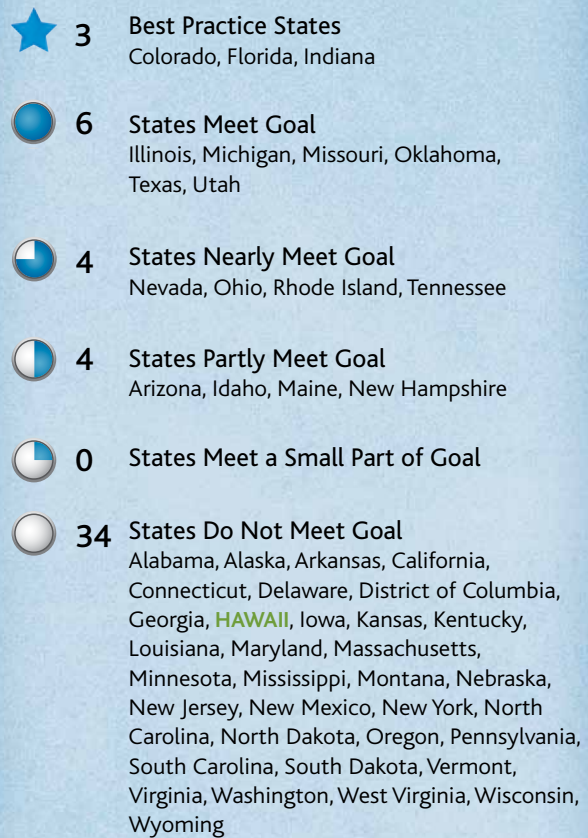 3 Best Practice States
Colorado, Florida, Indiana
6 States Meet Goal
Illinois, Michigan, Missouri, Oklahoma,
Texas, Utah
4 States Nearly Meet Goal
Nevada, Ohio, Rhode Island, Tennessee
4 States Partly Meet Goal
Arizona, Idaho, Maine, New Hampshire
0 States Meet a Small Part of Goal
34 States Do Not Meet Goal
Alabama, Alaska, Arkansas, California,
Connecticut, Delaware, District of Columbia,
Georgia, HAWAII, Iowa, Kansas, Kentucky,
Louisiana, Maryland, Massachusetts,
Minnesota, Mississippi, Montana, Nebraska,
New Jersey, New Mexico, New York, North
Carolina, North Dakota, Oregon, Pennsylvania,
South Carolina, South Dakota, Vermont,
Virginia, Washington, West Virginia, Wisconsin,
Wyoming